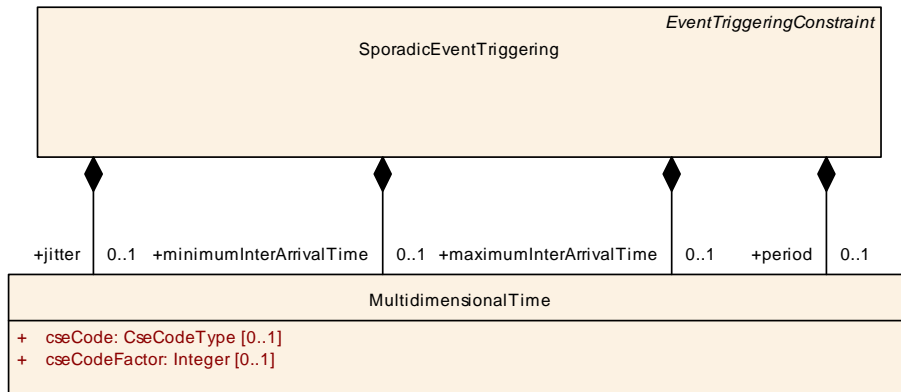 EventTriggeringConstraint
SporadicEventTriggering
+jitter 0..1 +minimumInterArrivalTime 0..1 +maximumInterArrivalTime 0..1 +period 0..1
MultidimensionalTime
+ cseCode: CseCodeType [0..1]
+ cseCodeFactor: Integer [0..1]